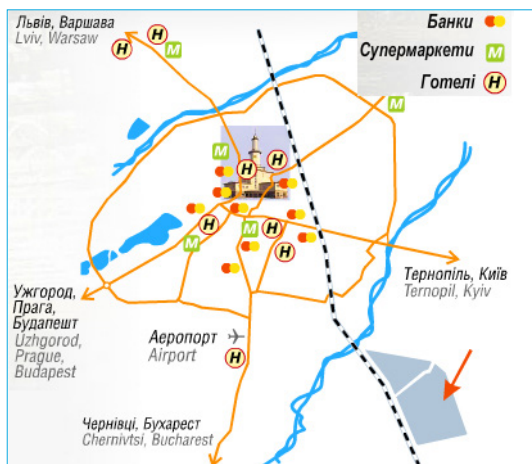 Львів, Варшава
Lviv, Warsaw
Банки
Супермаркети M
Готелі H
H
H
M
M
M
H
H
H
H
M
M
H
Тернопіль, Київ
Ternopil, Kyiv
Ужгород,
Прага,
Будапешт
Uzhgorod,
Prague,
Budapest
Аеропорт
Airport
H
Чернівці, Бухарест
Chernivtsi, Bucharest